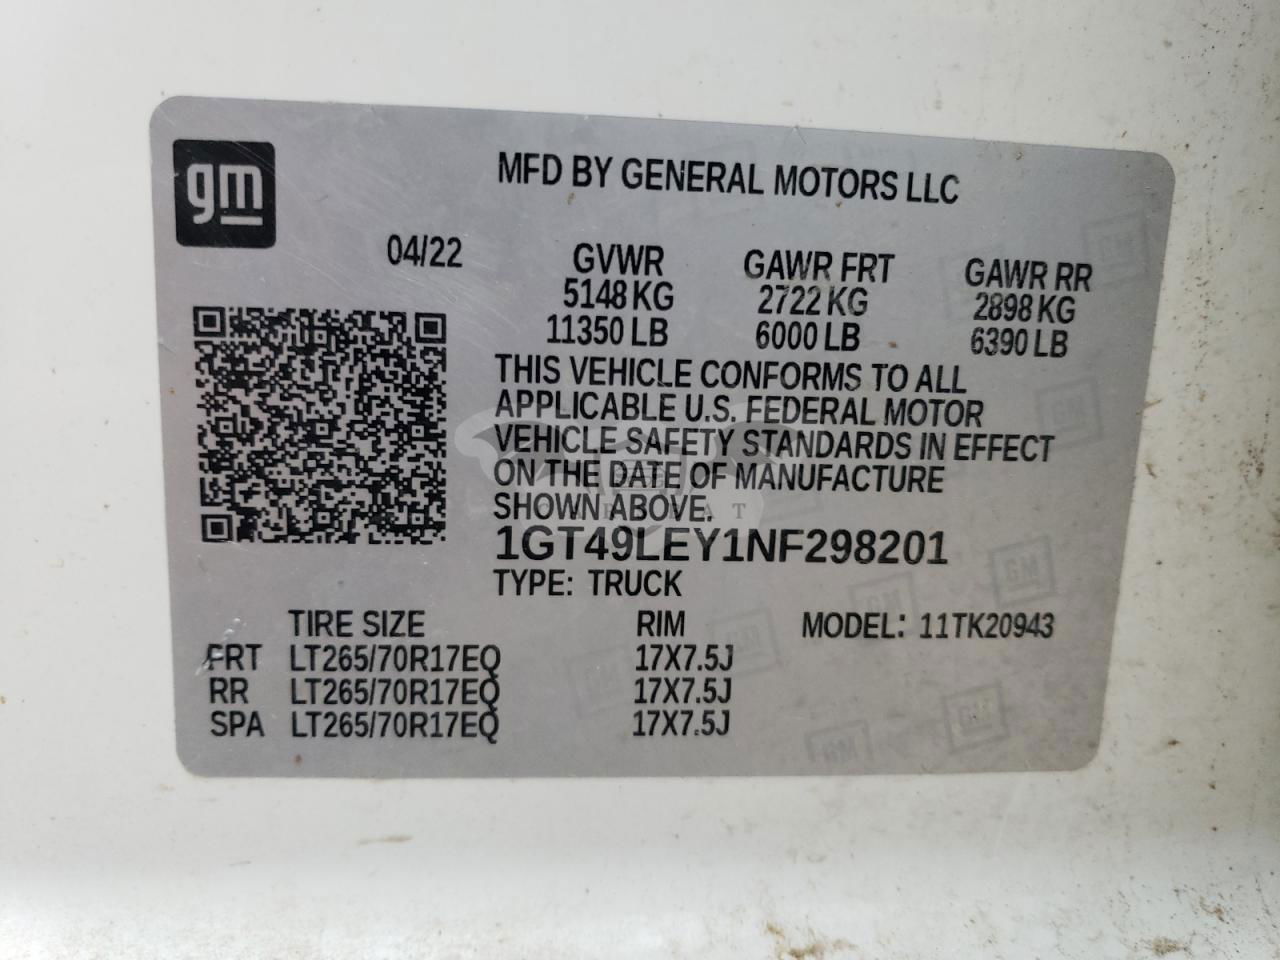 gm
MFD BY GENERAL MOTORS LLC
04/22 GVWR GAWR FRT GAWR RR
5148 KG 2722 KG 2898 KG
11350 LB 6000 LB 6390 LB
THIS VEHICLE CONFORMS TO ALL
APPLICABLE U.S. FEDERAL MOTOR
VEHICLE SAFETY STANDARDS IN EFFECT
ON THE DATE OF MANUFACTURE
SHOWN ABOVE.
1GT49LEY1NF298201
TYPE: TRUCK
TIRE SIZE RIM MODEL: 11TK20943
FRT LT265/70R17EQ 17X7.5J
RR LT265/70R17EQ 17X7.5J
SPA LT265/70R17EQ 17X7.5J